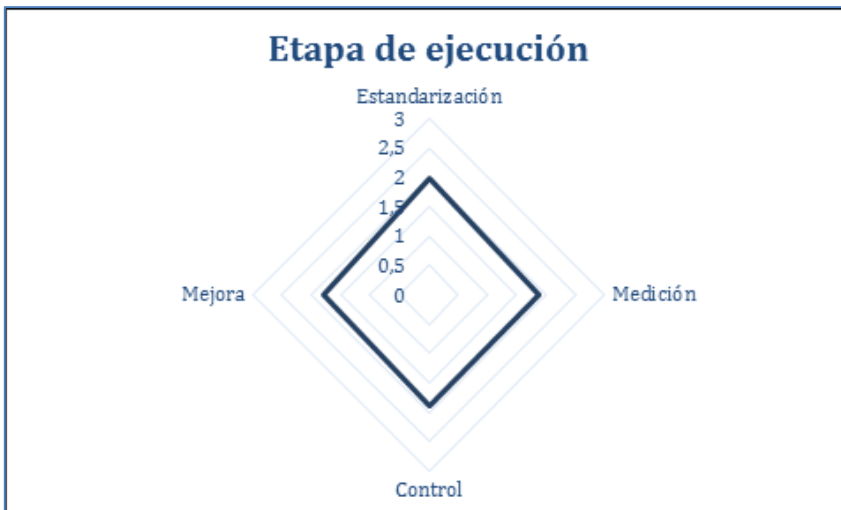 Etapa de ejecución
Estandarización
3
2,5
2
1,5
1
0,5
0
Mejora
Medición
Control